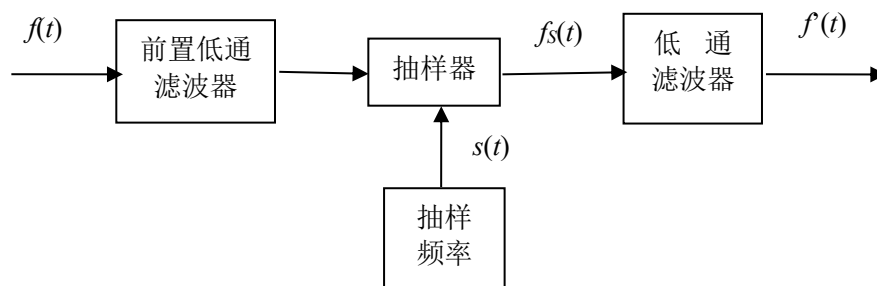 f(t)
前置低通
滤波器
抽样器
fs(t)
低 通
滤波器
f'(t)
s(t)
抽样
频率